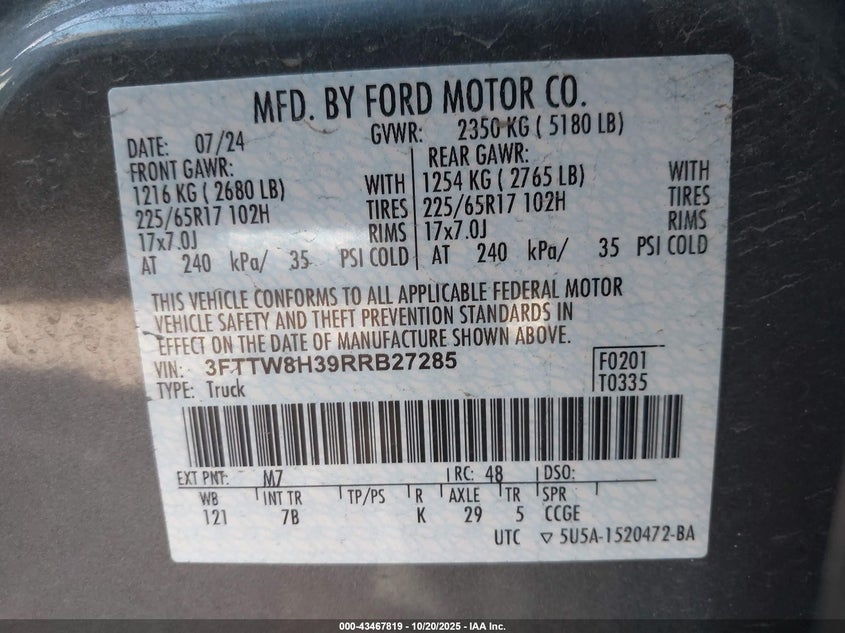 MFD. BY FORD MOTOR CO.
DATE: 07/24 GVWR: 2350 KG ( 5180 LB)
FRONT GAWR: REAR GAWR:
1216 KG ( 2680 LB) WITH 1254 KG ( 2765 LB) WITH
225/65R17 102H TIRES 225/65R17 102H TIRES
17x7.0J RIMS 17x7.0J RIMS
AT 240 kPa/ 35 PSI COLD AT 240 kPa/ 35 PSI COLD
THIS VEHICLE CONFORMS TO ALL APPLICABLE FEDERAL MOTOR
VEHICLE SAFETY AND THEFT PREVENTION STANDARDS IN
EFFECT ON THE DATE OF MANUFACTURE SHOWN ABOVE.
VIN: 3FTTW8H39RRB27285 F0201
TYPE: Truck T0335
EXT PNT: M7 RC: 48 DSO:
WB INT TR TP/PS R AXLE TR SPR
121 7B K 29 5 CCGE
UTC ▽ 5U5A-1520472-BA
000-43467819 - 10/20/2025 - IAA Inc.